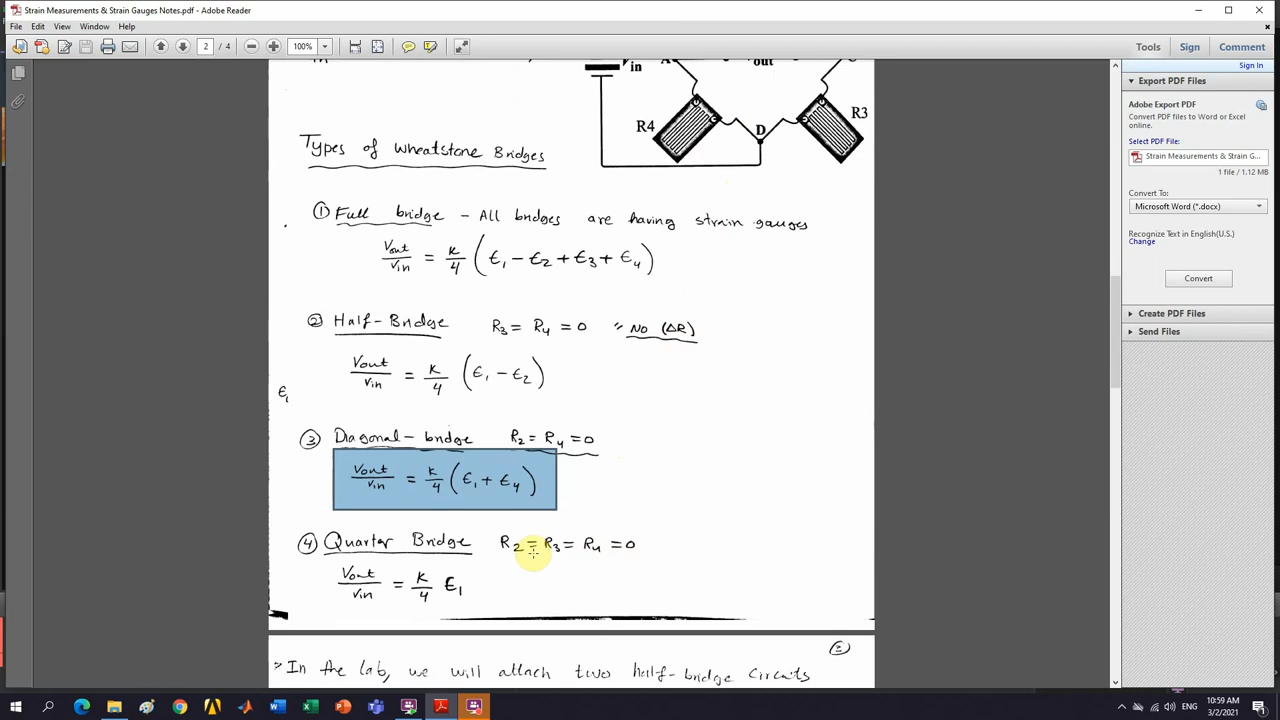 Strain Measurements & Strain Gauges Notes.pdf - Adobe Reader
File Edit View Window Help
2 / 4 100% Tools Sign Comment
Sign In
Export PDF Files
Adobe Export PDF
Convert PDF files to Word or Excel
online.
Select PDF File:
Strain Measurements & Strain G...
1 file / 1.12 MB
Convert To:
Microsoft Word (*.docx)
Recognize Text in English(U.S.)
Change
Convert
Create PDF Files
Send Files
in A out C
R4 D R3
Types of Wheatstone Bridges
① Full bridge - All bridges are having strain gauges
Vout/Vin = K/4 (ϵ1 - ϵ2 + ϵ3 + ϵ4)
② Half-Bridge R3 = R4 = 0 " No (ΔR)
Vout/Vin = K/4 (ϵ1 - ϵ2)
ϵ1
③ Diagonal-bridge R2 = R4 = 0
Vout/Vin = K/4 (ϵ1 + ϵ4)
④ Quarter Bridge R2 = R3 = R4 = 0
Vout/Vin = K/4 ϵ1
②
> In the lab, we will attach two half-bridge circuits
ENG 10:59 AM
3/2/2021